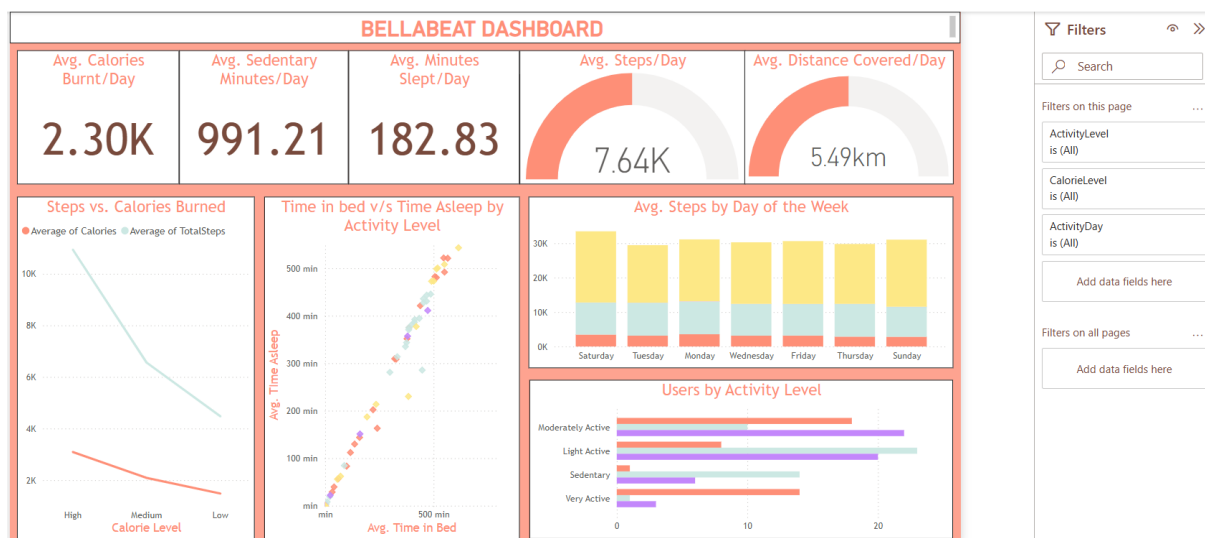 BELLABEAT DASHBOARD
Avg. Calories
Burnt/Day
2.30K
Avg. Sedentary
Minutes/Day
991.21
Avg. Minutes
Slept/Day
182.83
Avg. Steps/Day
7.64K
Avg. Distance Covered/Day
5.49km
Steps vs. Calories Burned
Average of Calories
Average of TotalSteps
10K
8K
6K
4K
2K
High
Medium
Low
Calorie Level
Time in bed v/s Time Asleep by
Activity Level
Avg. Time Asleep
500 min
400 min
300 min
200 min
100 min
min
min
500 min
Avg. Time in Bed
Avg. Steps by Day of the Week
30K
20K
10K
0K
Saturday
Tuesday
Monday
Wednesday
Friday
Thursday
Sunday
Users by Activity Level
Moderately Active
Light Active
Sedentary
Very Active
0
10
20
Filters
Search
Filters on this page
...
ActivityLevel
is (All)
CalorieLevel
is (All)
ActivityDay
is (All)
Add data fields here
Filters on all pages
...
Add data fields here